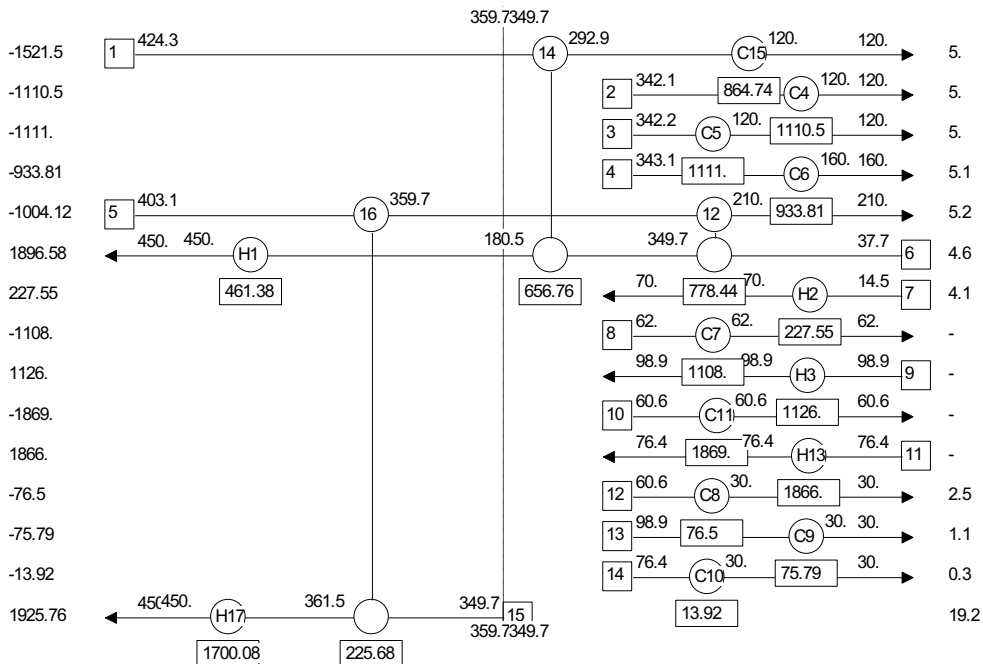 359.7349.7
-1521.5 1 424.3 14 292.9 C15 120. 120. 5.
-1110.5 2 342.1 864.74 C4 120. 120. 5.
-1111. 3 342.2 C5 120. 1110.5 120. 5.
-933.81 4 343.1 1111. C6 160. 160. 5.1
-1004.12 5 403.1 16 359.7 12 210. 933.81 210. 5.2
1896.58 450. 450. H1 180.5 349.7 37.7 6 4.6
461.38 656.76
227.55 70. 778.44 70. H2 14.5 7 4.1
-1108. 8 62. C7 62. 227.55 62. -
1126. 98.9 1108. 98.9 H3 98.9 9 -
-1869. 10 60.6 C11 60.6 1126. 60.6 -
1866. 76.4 1869. 76.4 H13 76.4 11 -
-76.5 12 60.6 C8 30. 1866. 30. 2.5
-75.79 13 98.9 76.5 C9 30. 30. 1.1
-13.92 14 76.4 C10 30. 75.79 30. 0.3
1925.76 450. H17 361.5 349.7 15 13.92 19.2
359.7349.7
1700.08 225.68